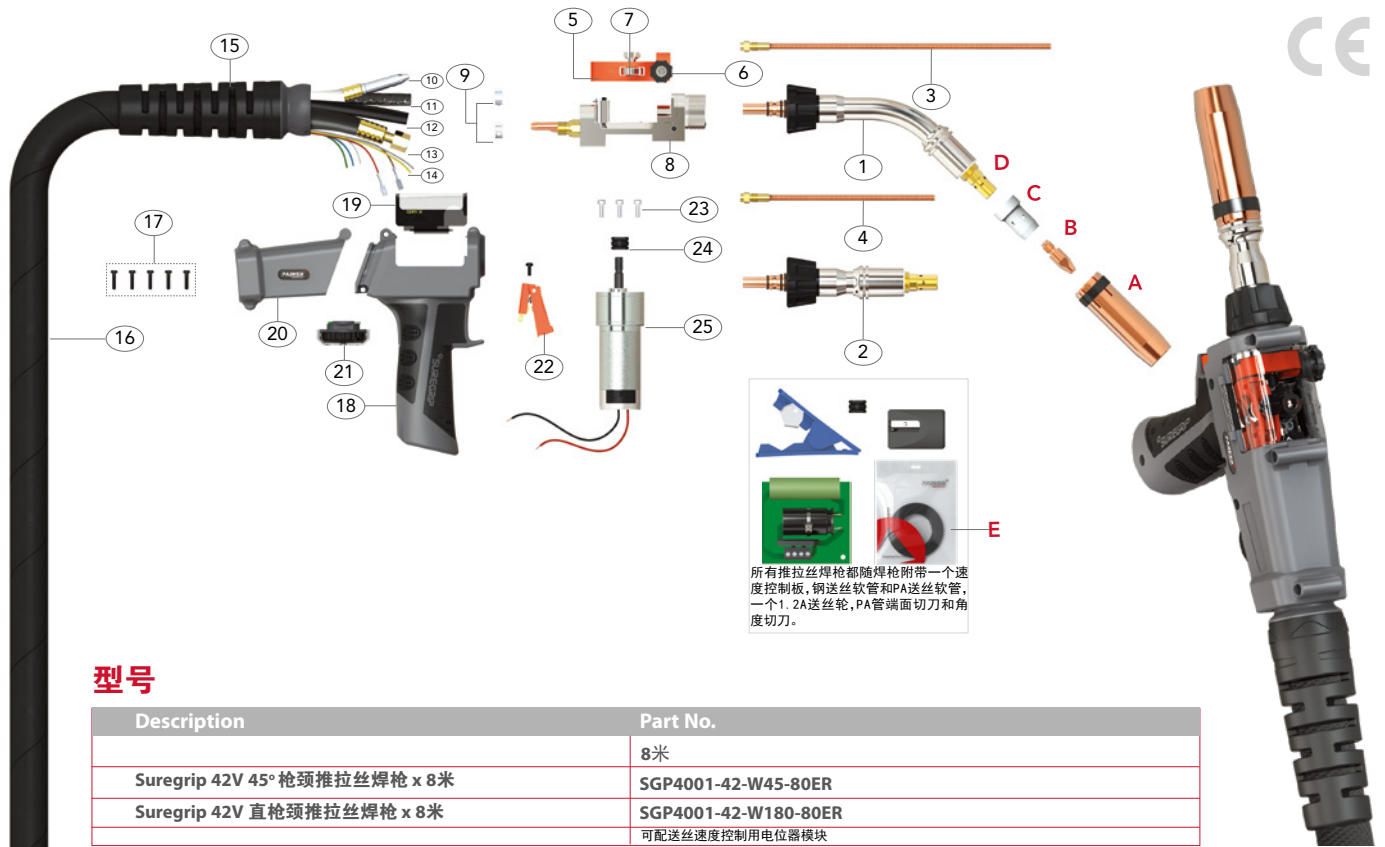 CE
5
7
6
3
15
9
10
11
12
13
14
8
1
D
C
B
A
19
17
20
21
18
16
23
24
22
25
4
2
PARWELD
SUREGRIP
E
所有推拉丝焊枪都随焊枪附带一个速
度控制板,钢送丝软管和PA送丝软管,
一个1.2A送丝轮,PA管端面切刀和角
度切刀。
型号
Description Part No.
8米
Suregrip 42V 45° 枪颈推拉丝焊枪 x 8米 SGP4001-42-W45-80ER
Suregrip 42V 直枪颈推拉丝焊枪 x 8米 SGP4001-42-W180-80ER
可配送丝速度控制用电位器模块